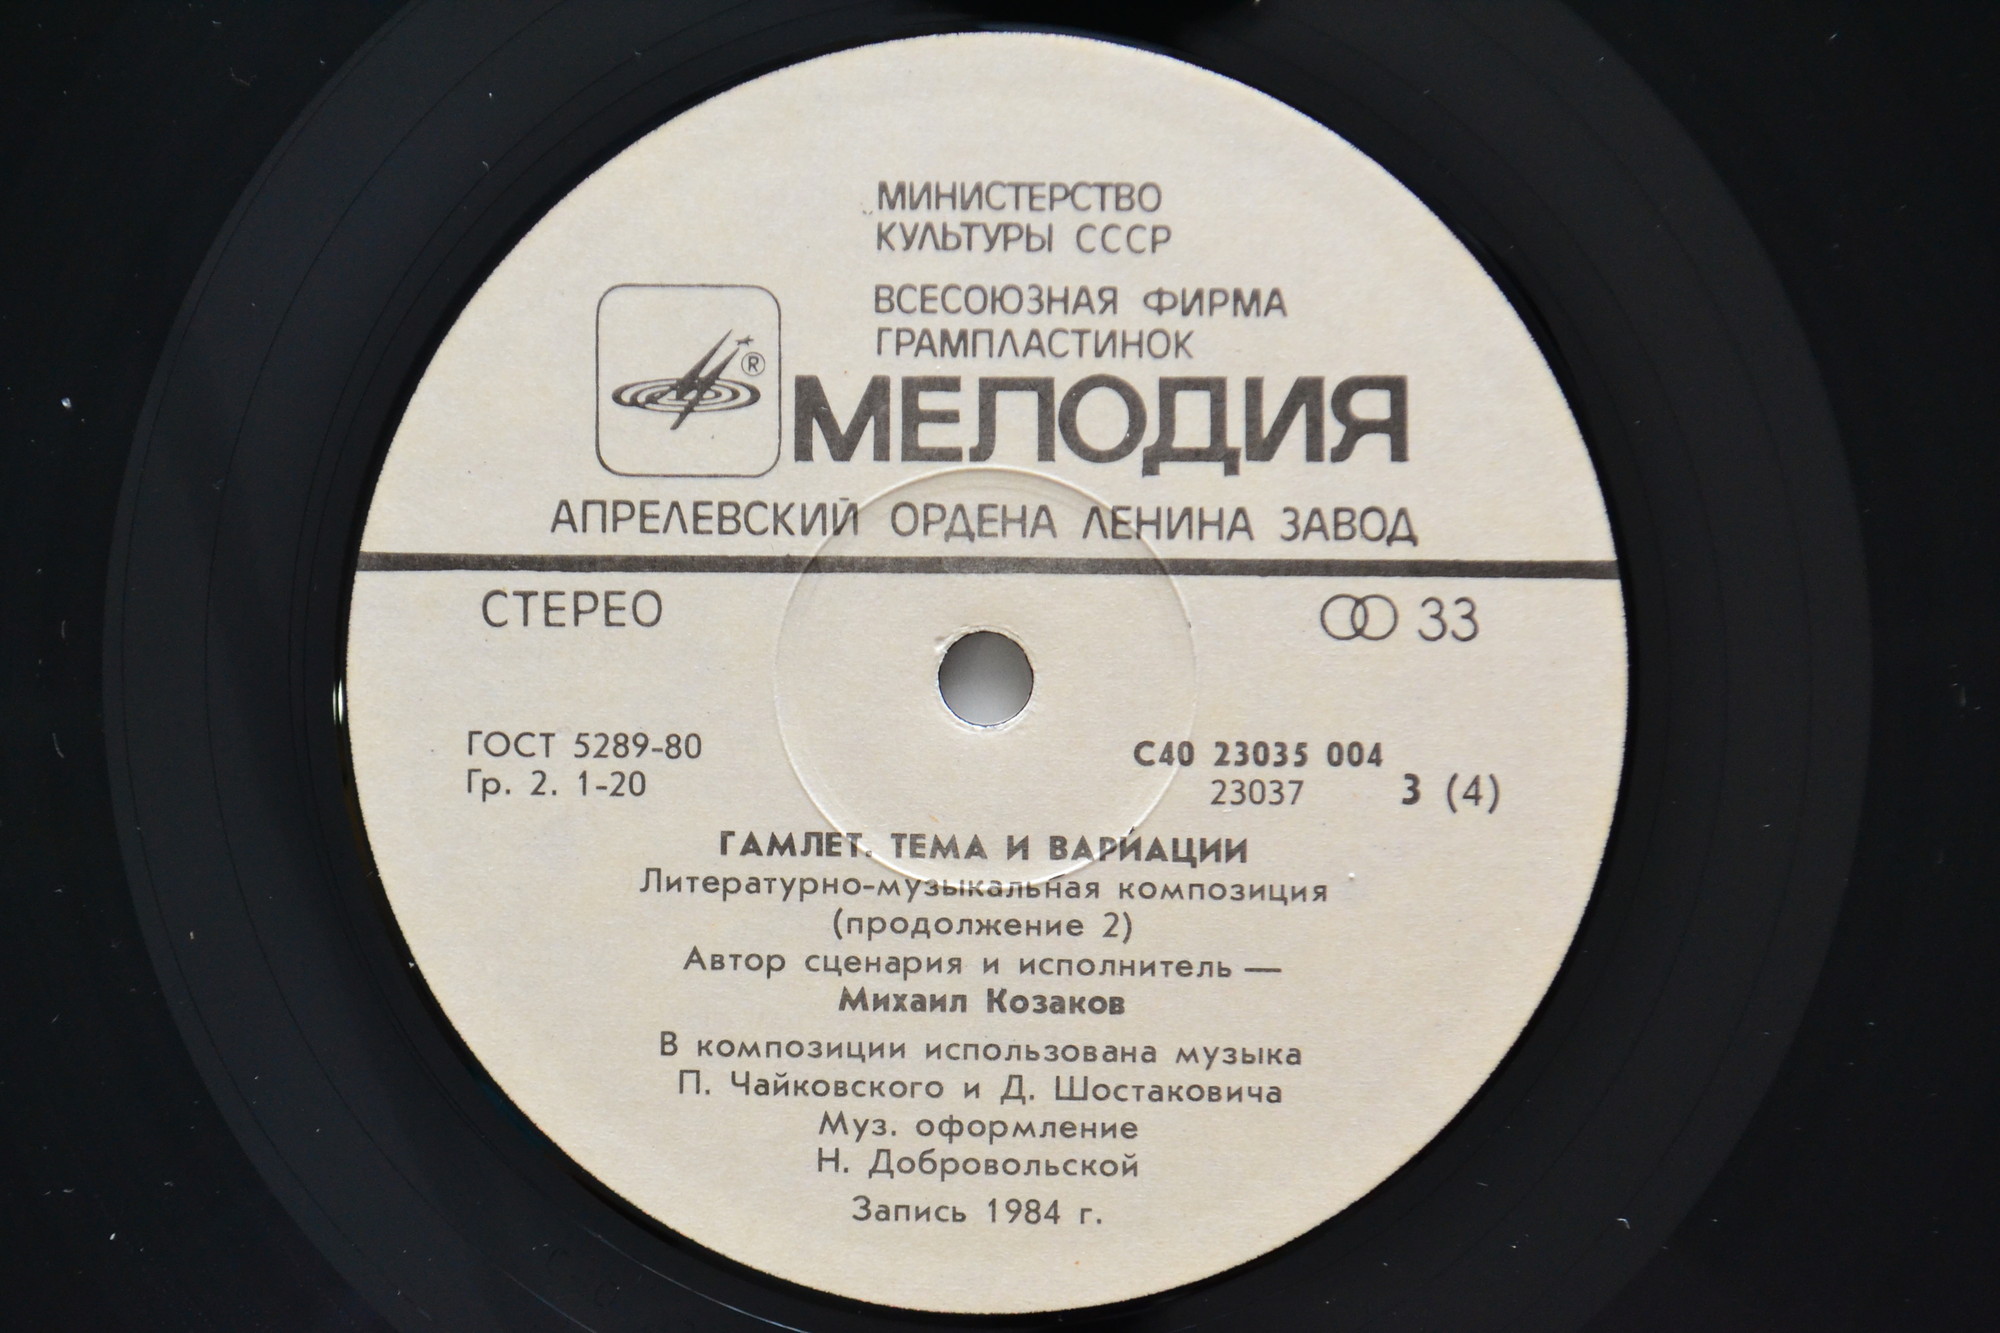 МИНИСТЕРСТВО
КУЛЬТУРЫ СССР
ВСЕСОЮЗНАЯ ФИРМА
ГРАМПЛАСТИНОК
®
МЕЛОДИЯ
АПРЕЛЕВСКИЙ ОРДЕНА ЛЕНИНА ЗАВОД
СТЕРЕО
33
ГОСТ 5289-80
Гр. 2. 1-20
С40 23035 004
23037 3 (4)
ГАМЛЕТ. ТЕМА И ВАРИАЦИИ
Литературно-музыкальная композиция
(продолжение 2)
Автор сценария и исполнитель —
Михаил Козаков
В композиции использована музыка
П. Чайковского и Д. Шостаковича
Муз. оформление
Н. Добровольской
Запись 1984 г.